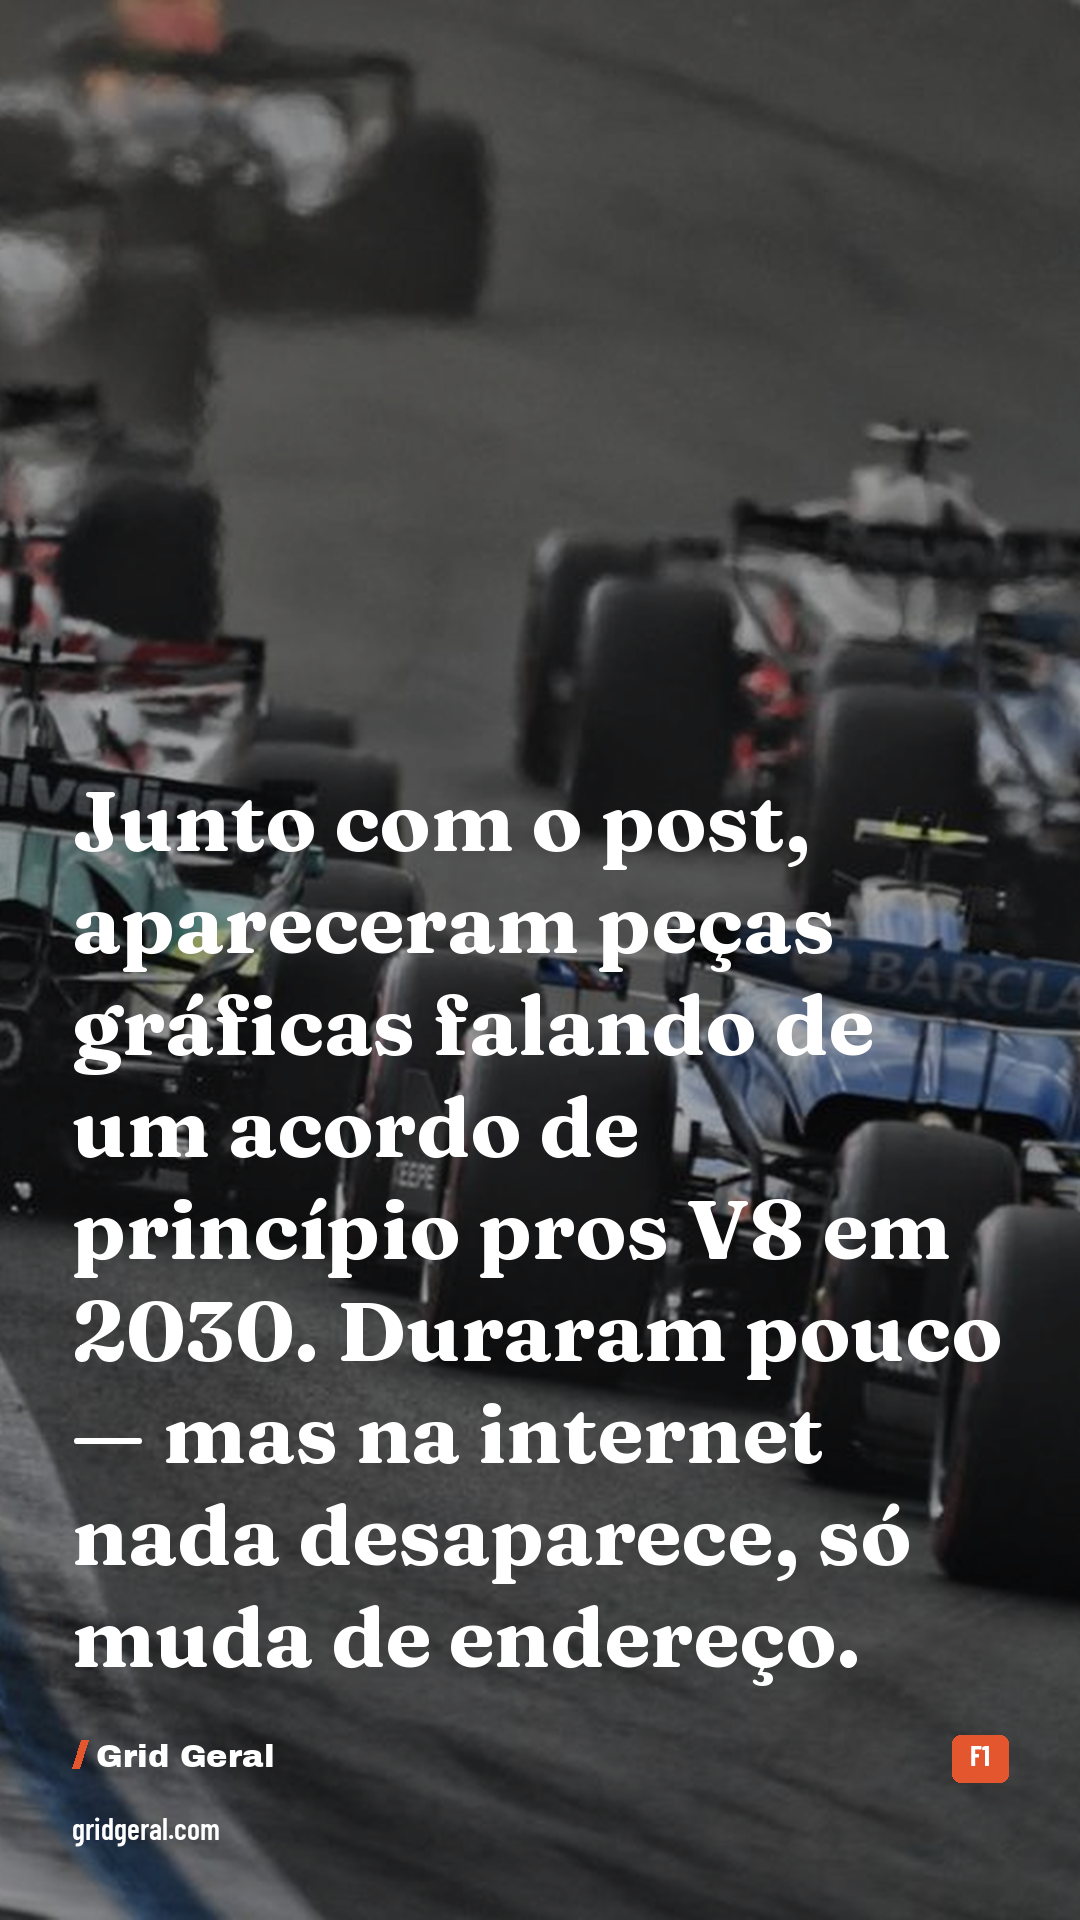 Junto com o post,
apareceram peças
gráficas falando de
um acordo de
princípio pros V8 em
2030. Duraram pouco
— mas na internet
nada desaparece, só
muda de endereço.
/ Grid Geral
F1
gridgeral.com
BARCLA